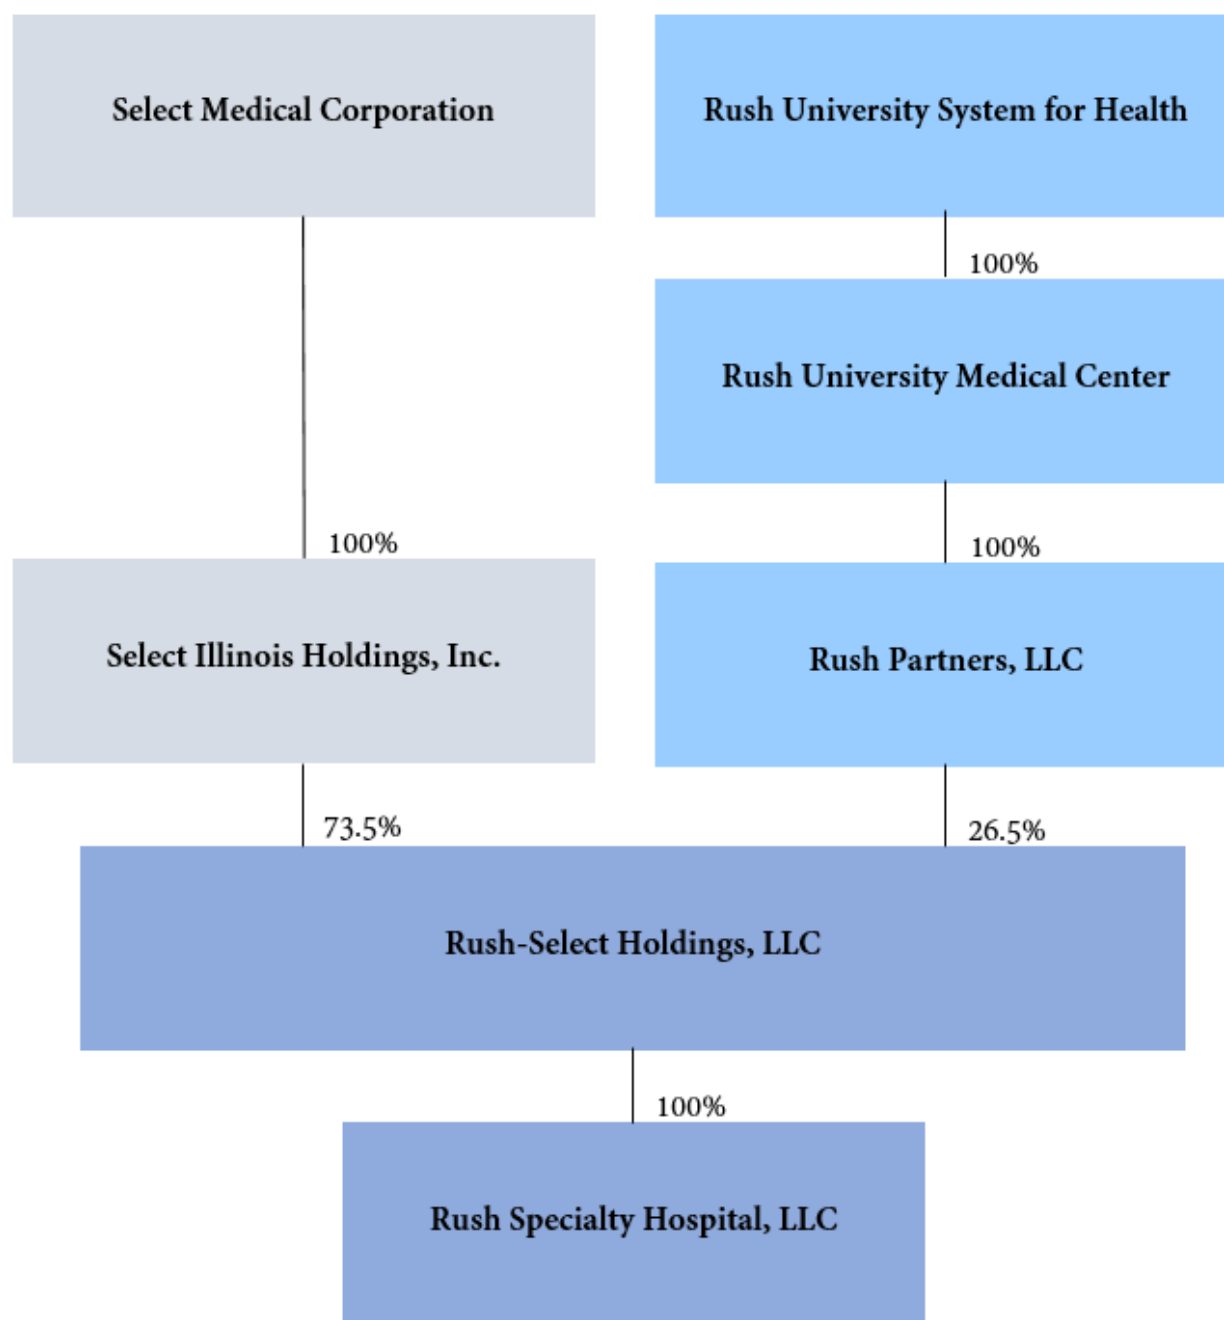 Select Medical Corporation
Rush University System for Health
100%
Rush University Medical Center
100%
100%
Select Illinois Holdings, Inc.
Rush Partners, LLC
73.5%
26.5%
Rush-Select Holdings, LLC
100%
Rush Specialty Hospital, LLC